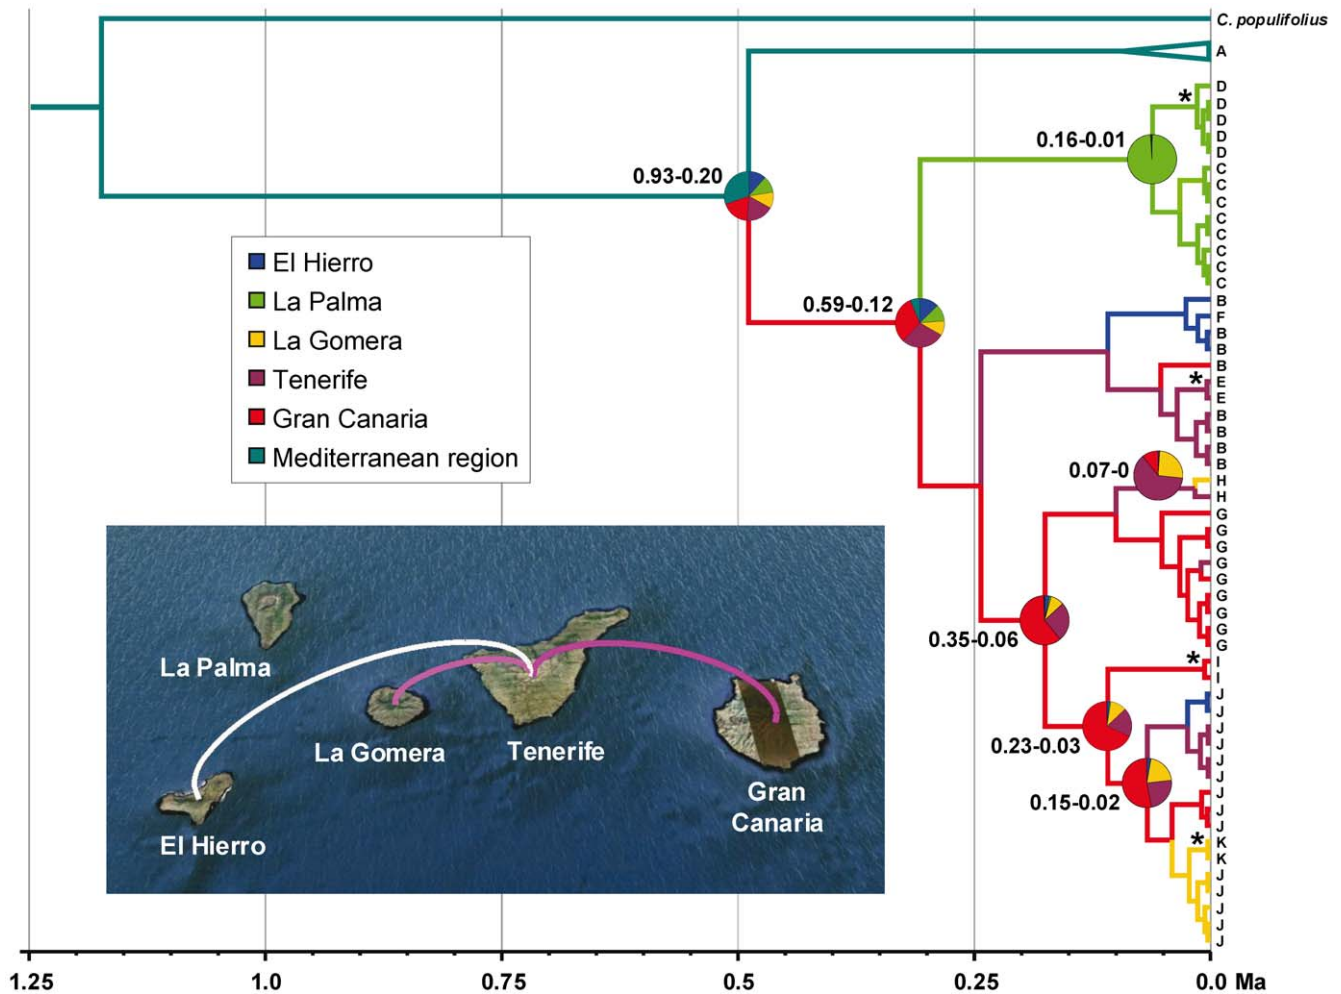 C. populifolius
A
D
*
D
D
0.16-0.01
D
D
C
C
0.93-0.20
C
C
C
C
C
El Hierro
La Palma
La Gomera
Tenerife
Gran Canaria
Mediterranean region
0.59-0.12
B
F
B
B
B
*
E
E
B
B
B
B
0.07-0
H
H
G
G
G
G
G
G
G
G
G
0.35-0.06
*
I
I
J
J
J
J
J
J
J
J
0.23-0.03
0.15-0.02
*
K
K
J
J
J
J
J
La Palma
La Gomera
Tenerife
Gran
Canaria
El Hierro
1.25 1.0 0.75 0.5 0.25 0.0 Ma